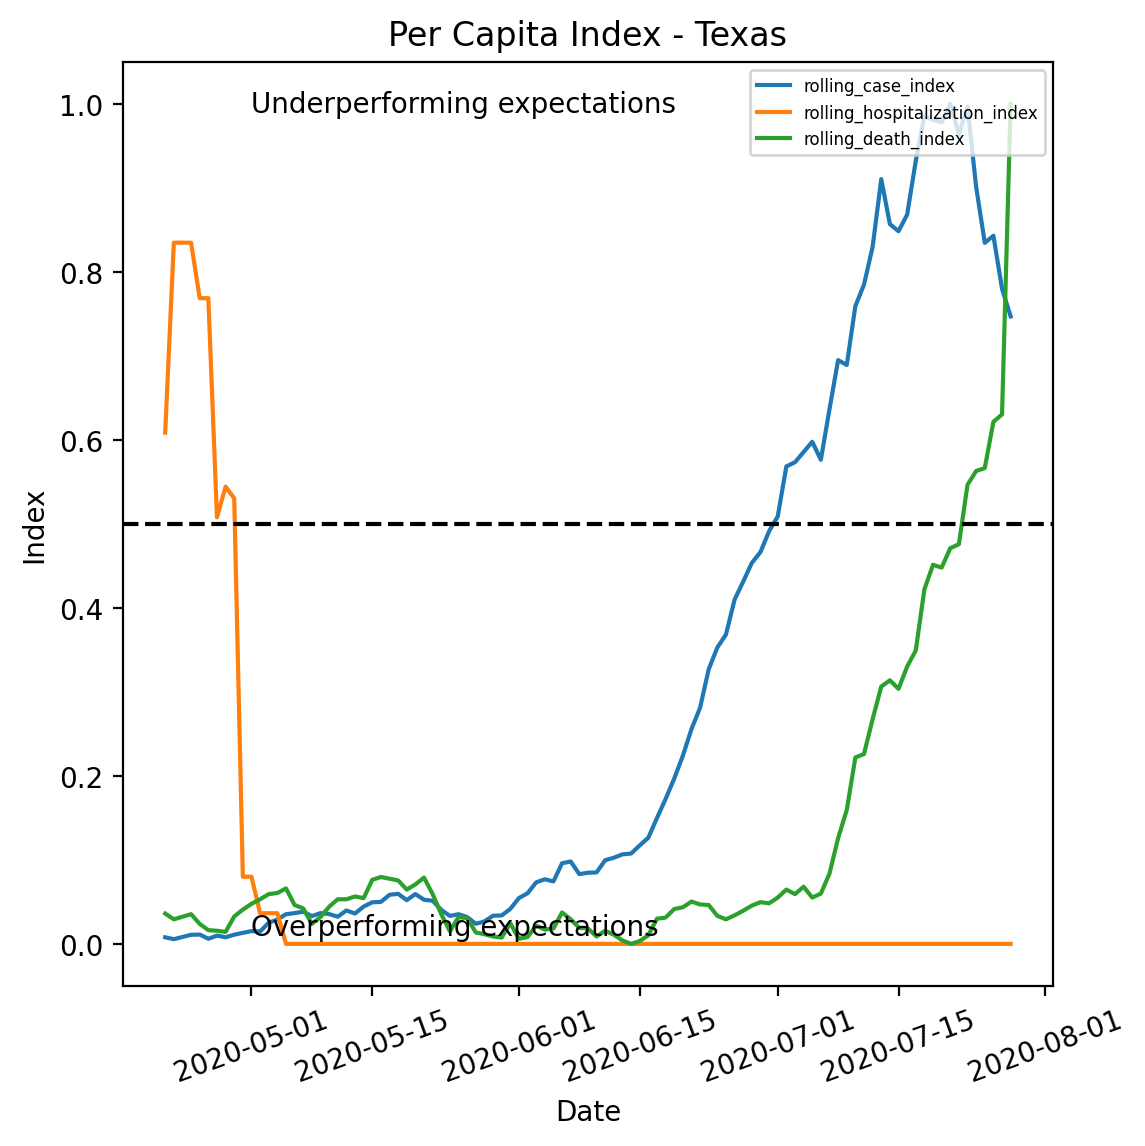 Per Capita Index - Texas
Underperforming expectations
rolling_case_index
rolling_hospitalization_index
rolling_death_index
1.0
0.8
0.6
0.4
0.2
0.0
Index
Overperforming expectations
2020-05-01
2020-05-15
2020-06-01
2020-06-15
2020-07-01
2020-07-15
2020-08-01
Date